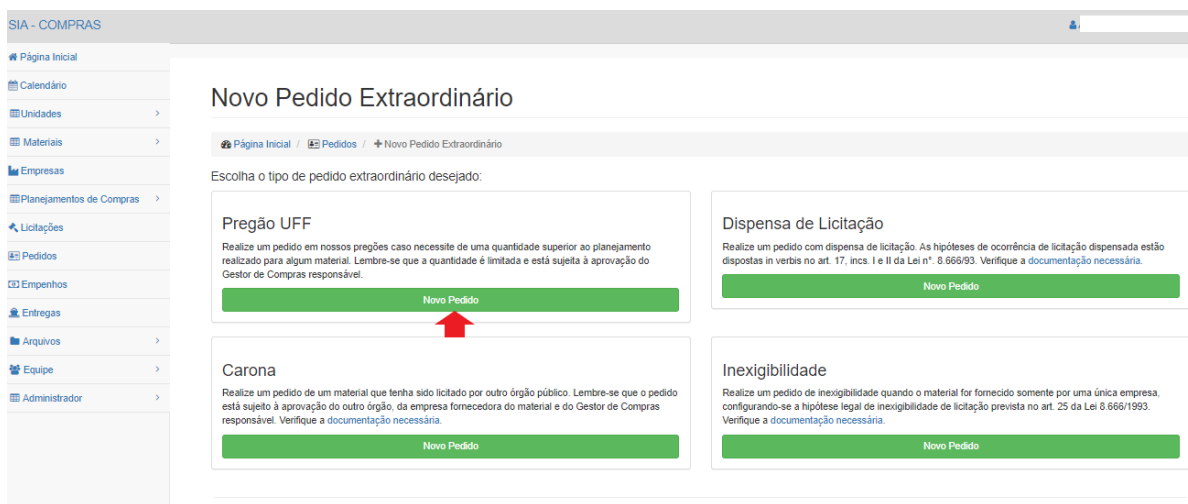 SIA - COMPRAS
Página Inicial
Calendário
Unidades
Materiais
Empresas
Planejamentos de Compras
Licitações
Pedidos
Empenhos
Entregas
Arquivos
Equipe
Administrador
Novo Pedido Extraordinário
Página Inicial / Pedidos / Novo Pedido Extraordinário
Escolha o tipo de pedido extraordinário desejado:
Pregão UFF
Realize um pedido em nossos pregões caso necessite de uma quantidade superior ao planejamento
realizado para algum material. Lembre-se que a quantidade é limitada e está sujeita à aprovação do
Gestor de Compras responsável.
Novo Pedido
Dispensa de Licitação
Realize um pedido com dispensa de licitação. As hipóteses de ocorrência de licitação dispensada estão
dispostas in verbis no art. 17, incs. I e II da Lei n°. 8.666/93. Verifique a documentação necessária.
Novo Pedido
Carona
Realize um pedido de um material que tenha sido licitado por outro órgão público. Lembre-se que o pedido
está sujeito à aprovação do outro órgão, da empresa fornecedora do material e do Gestor de Compras
responsável. Verifique a documentação necessária.
Novo Pedido
Inexigibilidade
Realize um pedido de inexigibilidade quando o material for fornecido somente por uma única empresa,
configurando-se a hipótese legal de inexigibilidade de licitação prevista no art. 25 da Lei 8.666/1993.
Verifique a documentação necessária.
Novo Pedido